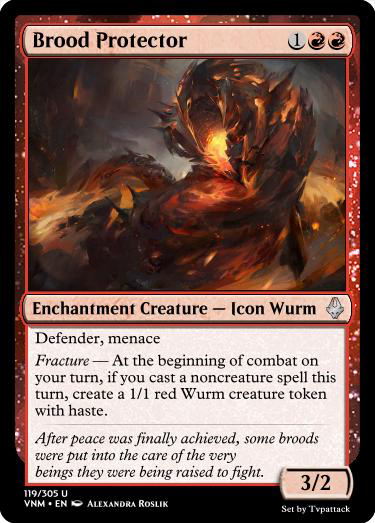 Brood Protector 1
Enchantment Creature — Icon Wurm
Defender, menace
Fracture — At the beginning of combat on
your turn, if you cast a noncreature spell this
turn, create a 1/1 red Wurm creature token
with haste.
After peace was finally achieved, some broods
were put into the care of the very
beings they were being raised to fight.
3/2
119/305 U
VNM • EN Alexandra Roslik
Set by Tvpattack